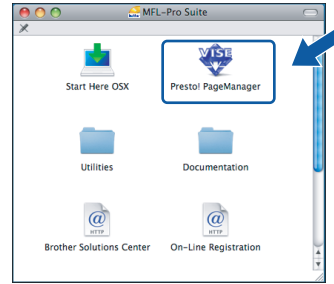 MFL-Pro Suite
VISE
Start Here OSX
Presto! PageManager
Utilities
Documentation
@
HTTP
@
HTTP
Brother Solutions Center
On-Line Registration